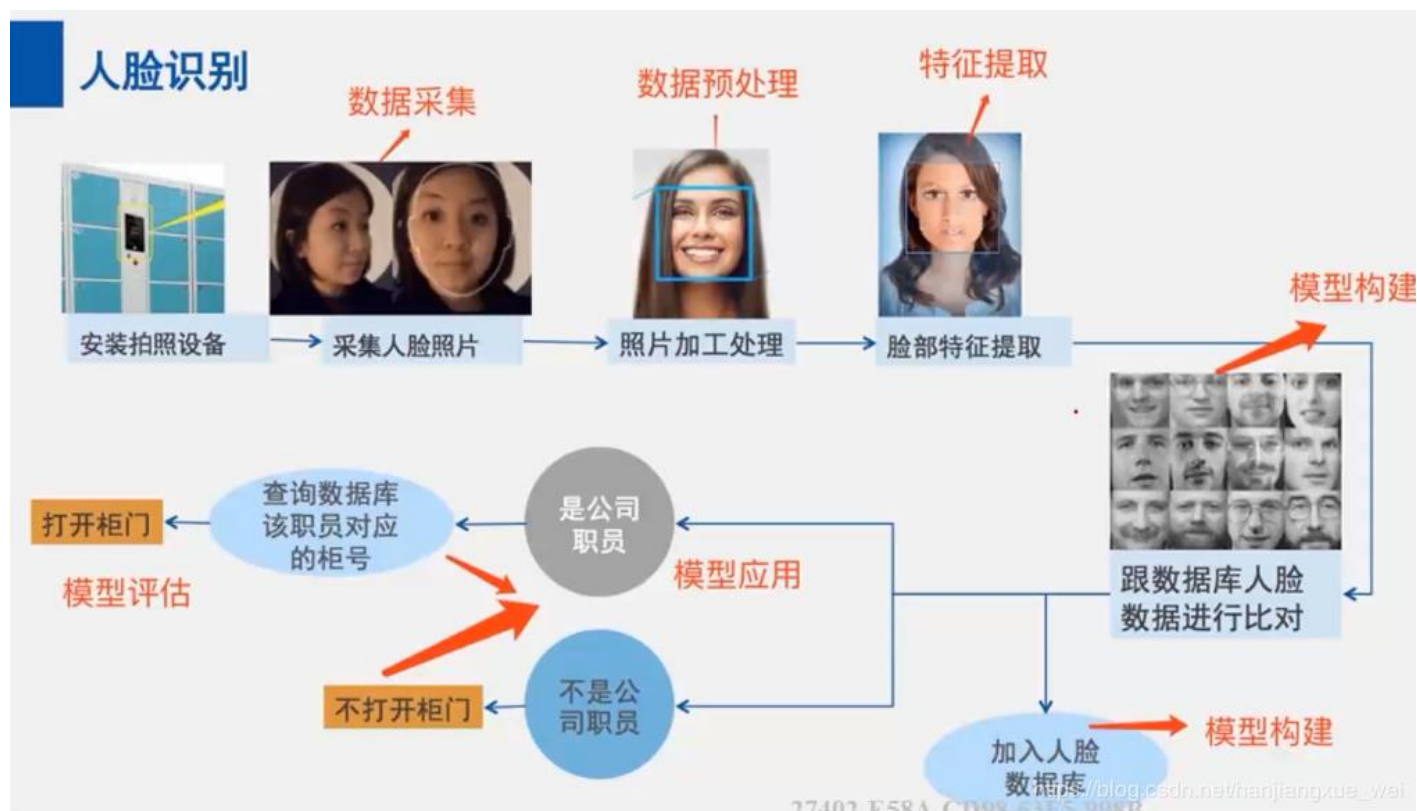 人脸识别
数据采集
数据预处理
特征提取
模型构建
安装拍照设备
采集人脸照片
照片加工处理
脸部特征提取
跟数据库人脸
数据进行比对
是公司
职员
模型应用
查询数据库
该职员对应
的柜号
打开柜门
模型评估
不是公
司职员
不打开柜门
加入人脸
数据库
模型构建
https://blog.csdn.net/hanjiangxue_wei